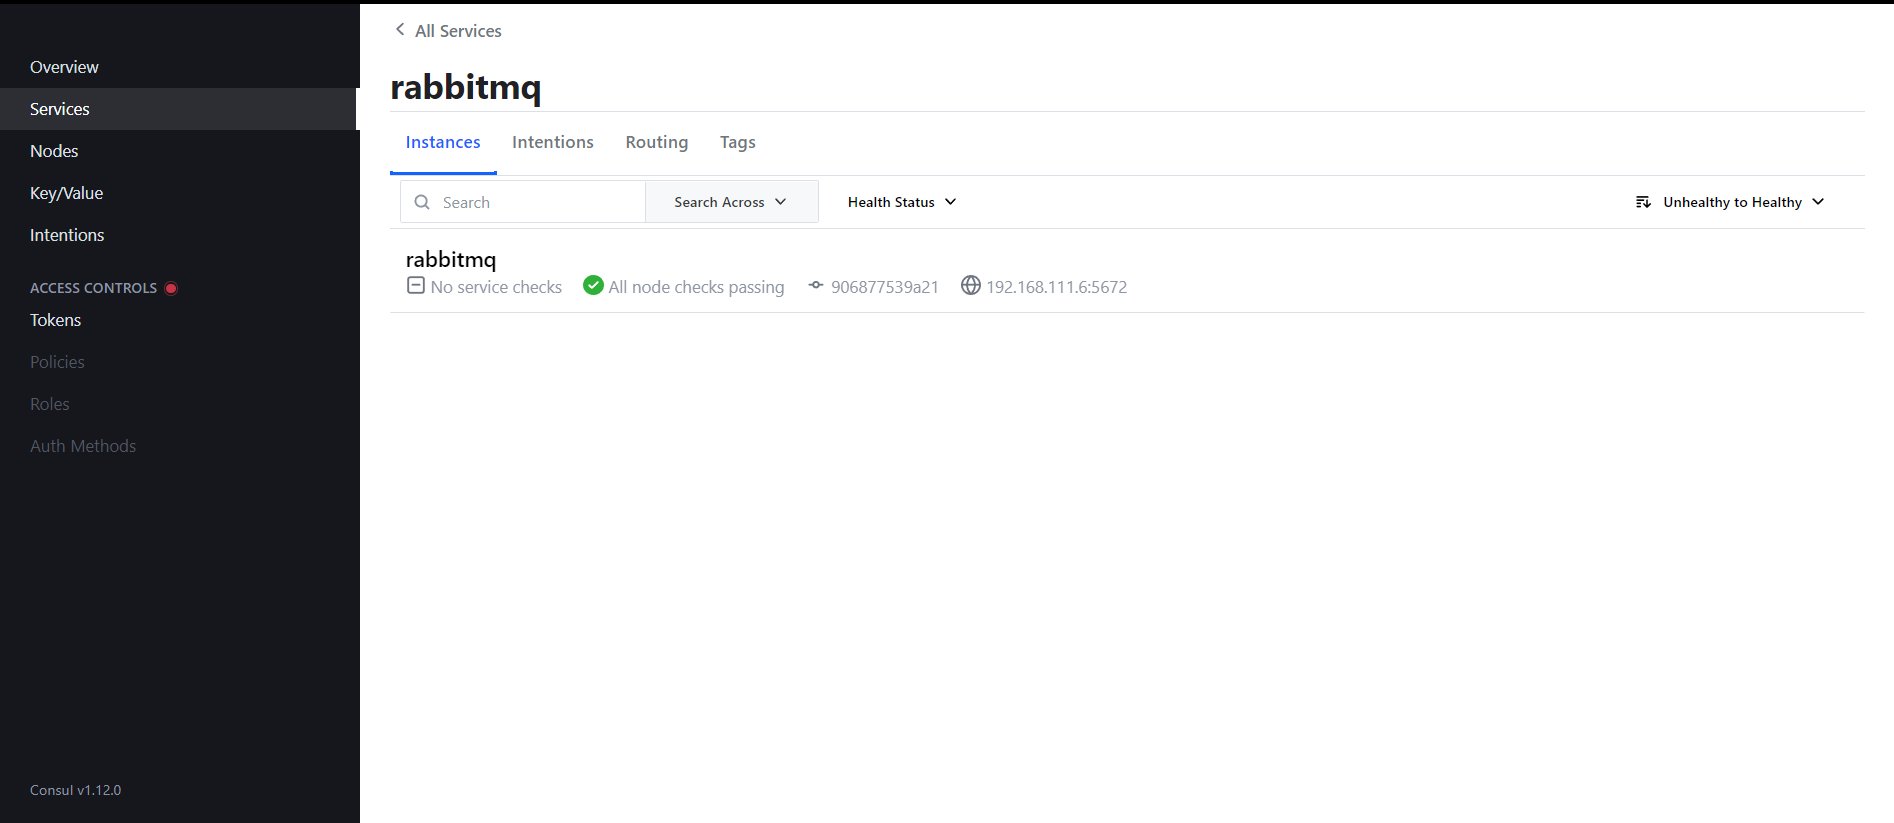 Overview
Services
Nodes
Key/Value
Intentions
ACCESS CONTROLS
Tokens
Policies
Roles
Auth Methods
Consul v1.12.0
All Services
rabbitmq
Instances Intentions Routing Tags
Search Search Across Health Status Unhealthy to Healthy
rabbitmq
No service checks All node checks passing 906877539a21 192.168.111.6:5672